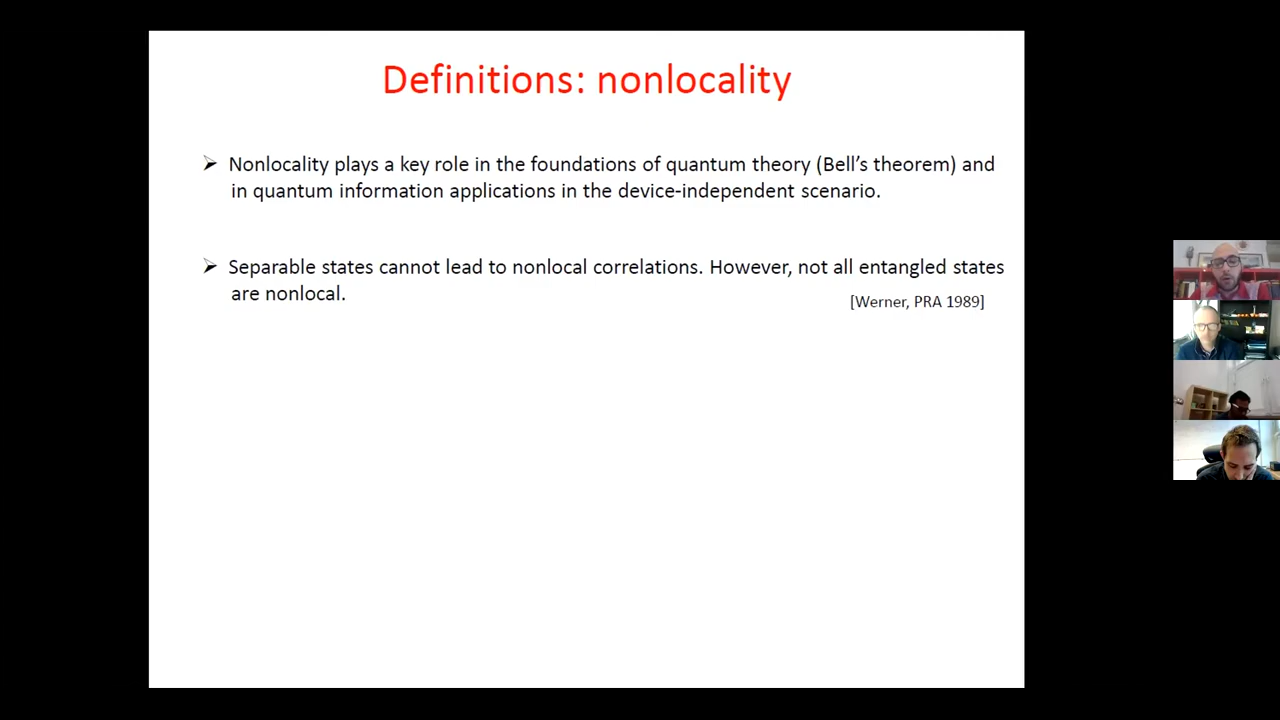 Definitions: nonlocality
➢ Nonlocality plays a key role in the foundations of quantum theory (Bell’s theorem) and
in quantum information applications in the device-independent scenario.
➢ Separable states cannot lead to nonlocal correlations. However, not all entangled states
are nonlocal.
[Werner, PRA 1989]